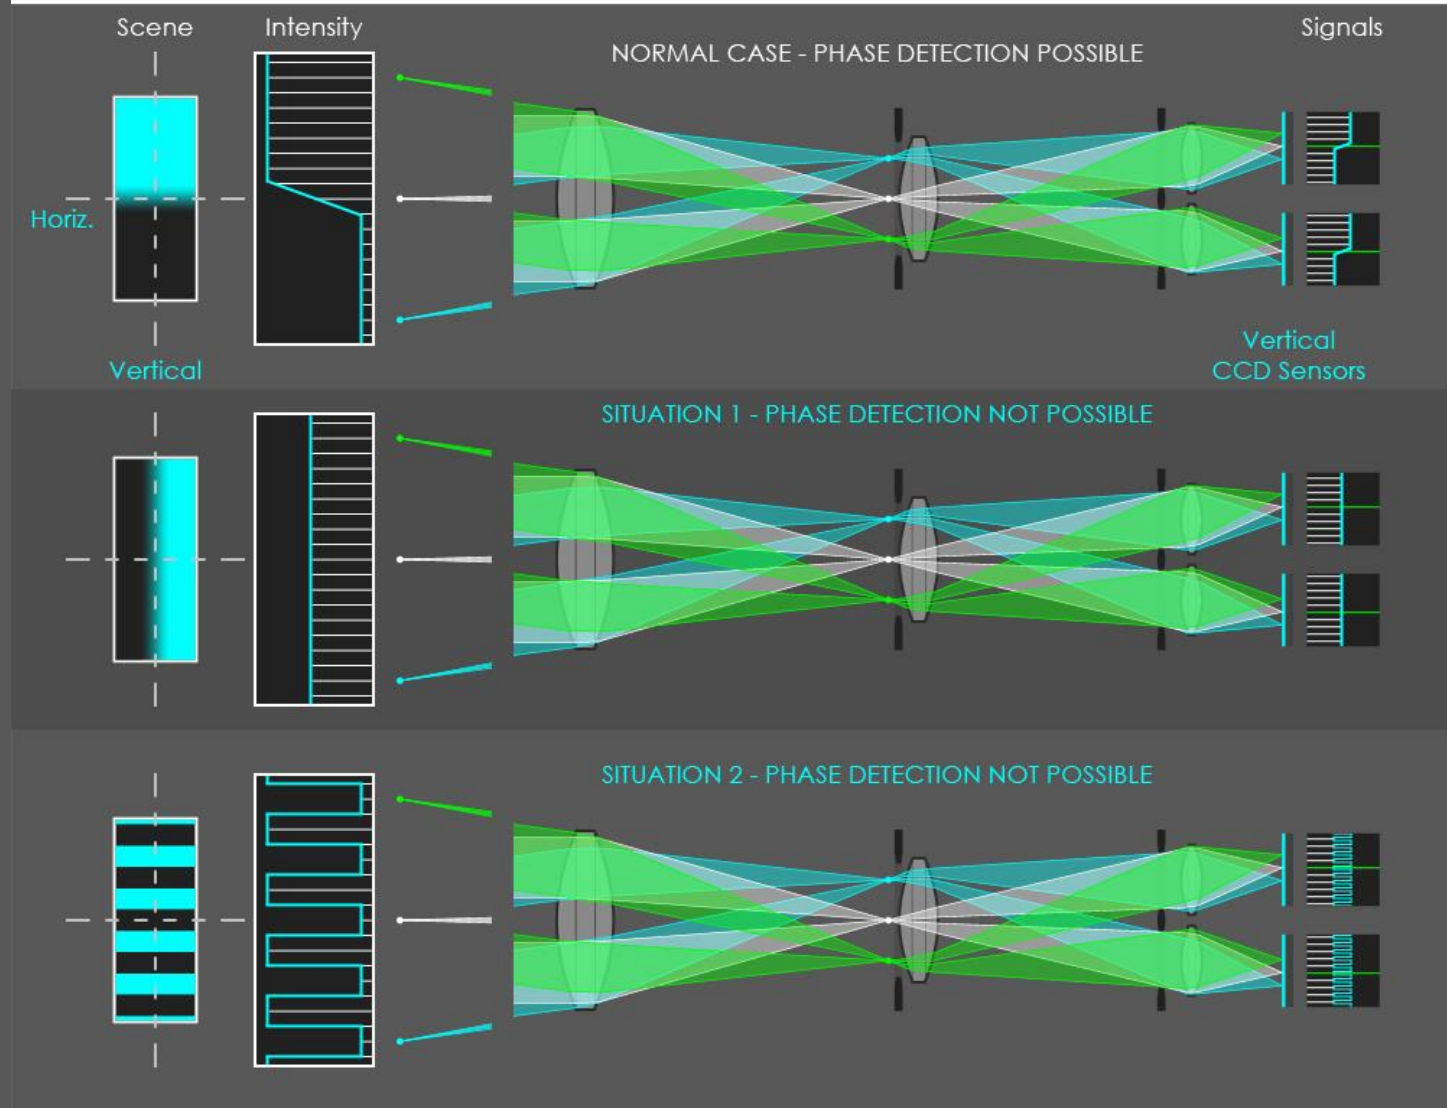 Scene
Intensity
Signals
NORMAL CASE - PHASE DETECTION POSSIBLE
Horiz.
Vertical
Vertical
CCD Sensors
SITUATION 1 - PHASE DETECTION NOT POSSIBLE
SITUATION 2 - PHASE DETECTION NOT POSSIBLE